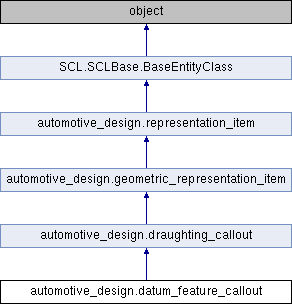 object
SCL.SCLBase.BaseEntityClass
automotive_design.representation_item
automotive_design.geometric_representation_item
automotive_design.draughting_callout
automotive_design.datum_feature_callout